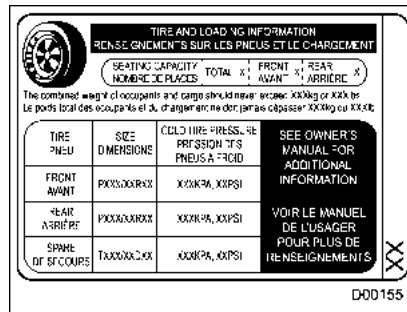 TIRE AND LOADING INFORMATION
RENSEIGNEMENTS SUR LES PNEUS ET LE CHARGEMENT
SEATING CAPACITY
NOMBRE DE PLACES
TOTAL X
FRONT
AVANT
X
REAR
ARRIÈRE
X
The combined weight of occupants and cargo should never exceed XXXkg or XXX lbs
Le poids total des occupants et du chargement ne doit jamais dépasser XXXkg ou XX,XX
TIRE
PNEU
SIZE
DIMENSIONS
COLD TIRE PRESSURE
PRESSION DES
PNEUS A FROID
SEE OWNER'S
MANUAL FOR
ADDITIONAL
INFORMATION
FRONT
AVANT
PXXX/XXRXX
XXXKPA, XXPSI
REAR
ARRIÈRE
PXXX/XXRXX
XXXKPA, XXPSI
VOIR LE MANUEL
DE L'USAGER
POUR PLUS DE
RENSEIGNEMENTS
SPARE
DE SECOURS
TXXX/XXDXX
XXXKPA, XXPSI
XX
D-00155